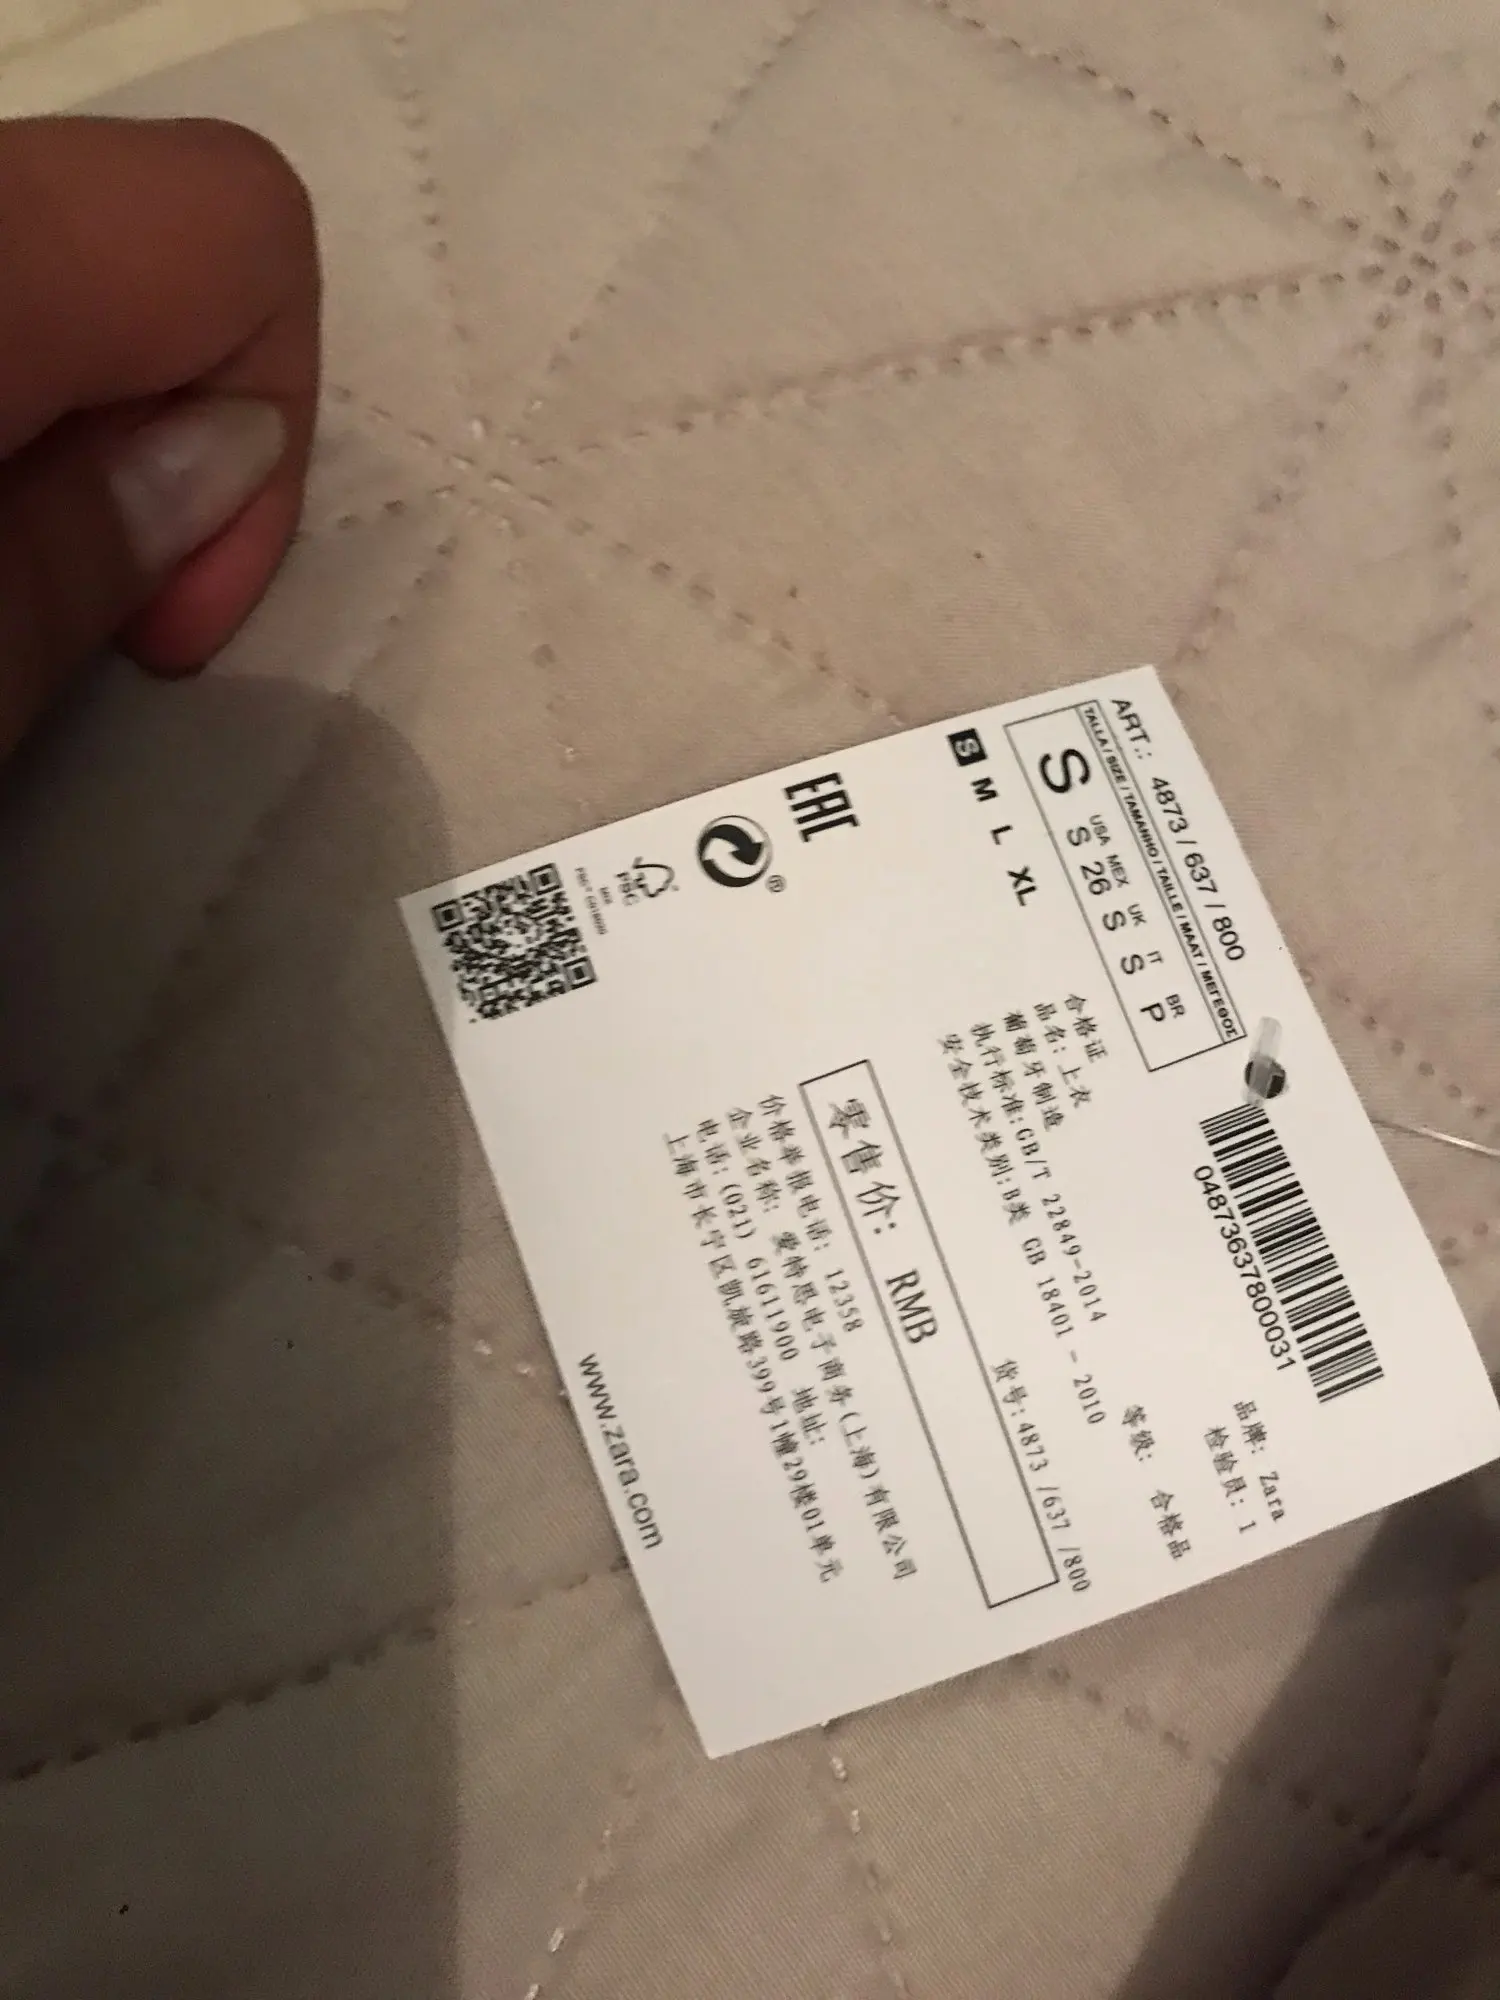 ART.: 4873 / 637 / 800
TALLA / SIZE / TAMANHO / TAILLE / MAAT / ΜΕΓΕΘΟΣ
USA MEX UK IT BR
S S 26 S S P
S M L XL
04873637800031
品牌: Zara
检验员: 1
合格证
等级: 合格品
品名: 上衣
葡萄牙制造
执行标准:GB/T 22849-2014
安全技术类别:B类 GB 18401 - 2010
货号:4873 /637 /800
零售价: RMB
价格举报电话: 12358
企业名称: 爱特思电子商务(上海)有限公司
电话: (021) 61611900 地址:
上海市长宁区凯旋路399号1幢29楼01单元
EAC
®
FSC
MIX
www.zara.com